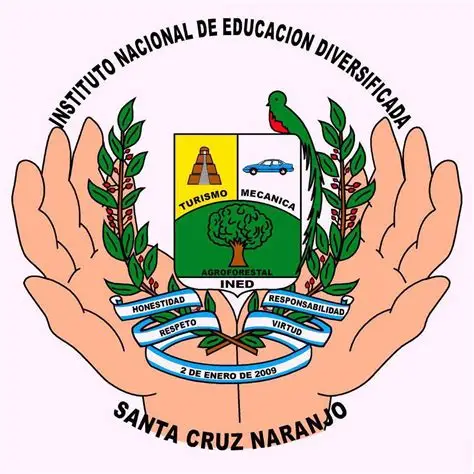 INSTITUTO NACIONAL DE EDUCACION DIVERSIFICADA
TURISMO
MECANICA
AGROFORESTAL
INED
HONESTIDAD
RESPONSABILIDAD
RESPETO
VIRTUD
2 DE ENERO DE 2009
SANTA CRUZ NARANJO